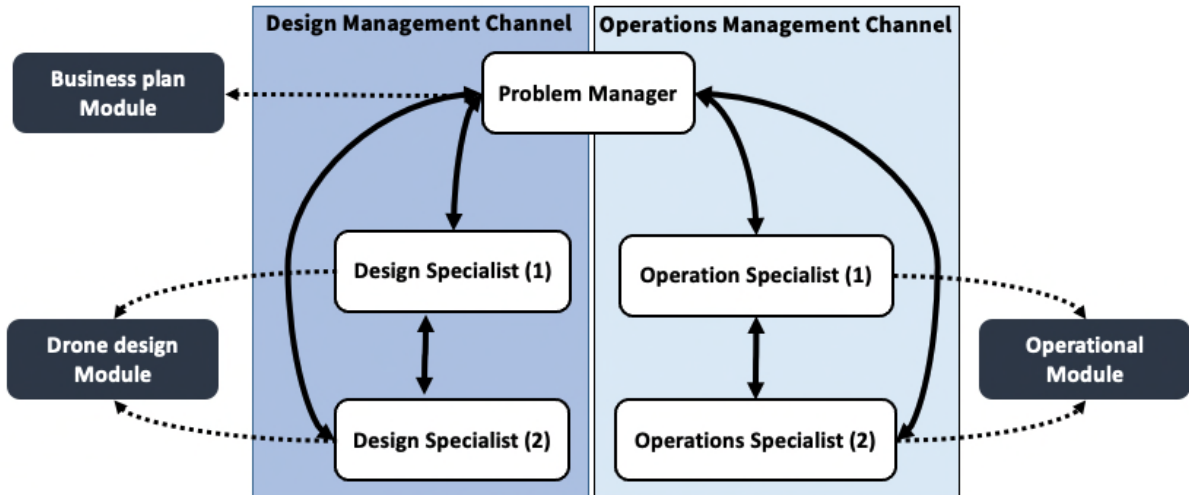 Design Management Channel
Operations Management Channel
Business plan
Module
Problem Manager
Design Specialist (1)
Operation Specialist (1)
Drone design
Module
Operational
Module
Design Specialist (2)
Operations Specialist (2)